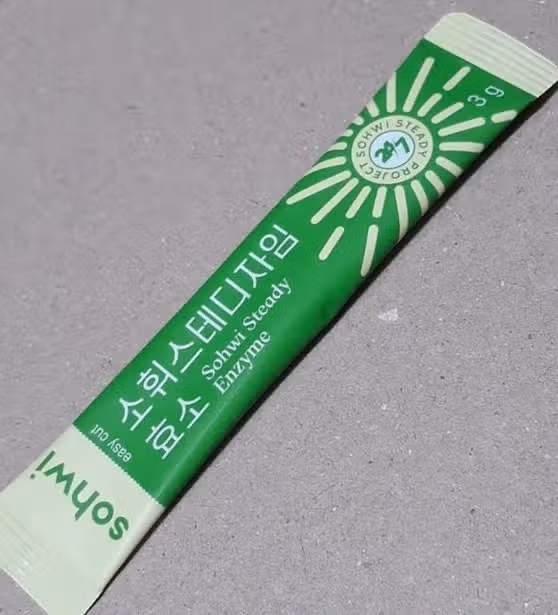 3g
SOHWI STEADY PROJECT
24/7
소휘스테디자임
효소
Sohwi Steady
Enzyme
easy cut
sohwi